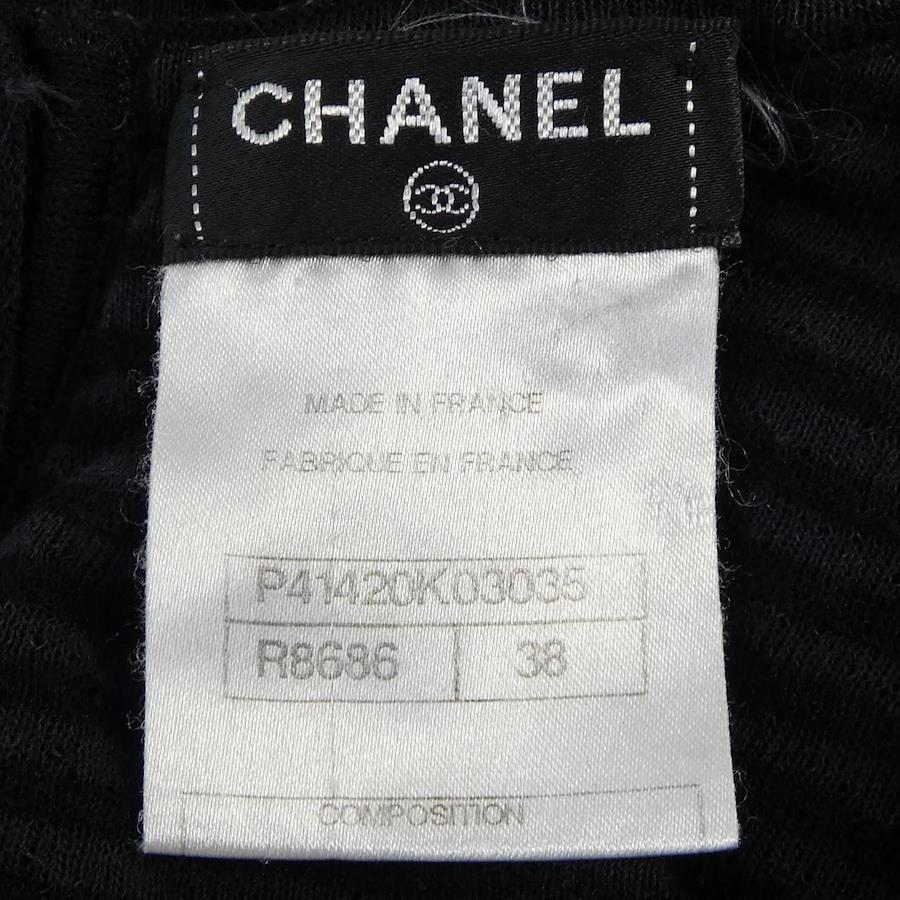 CHANEL
MADE IN FRANCE
FABRIQUE EN FRANCE
P41420K03035
R8686 38
COMPOSITION